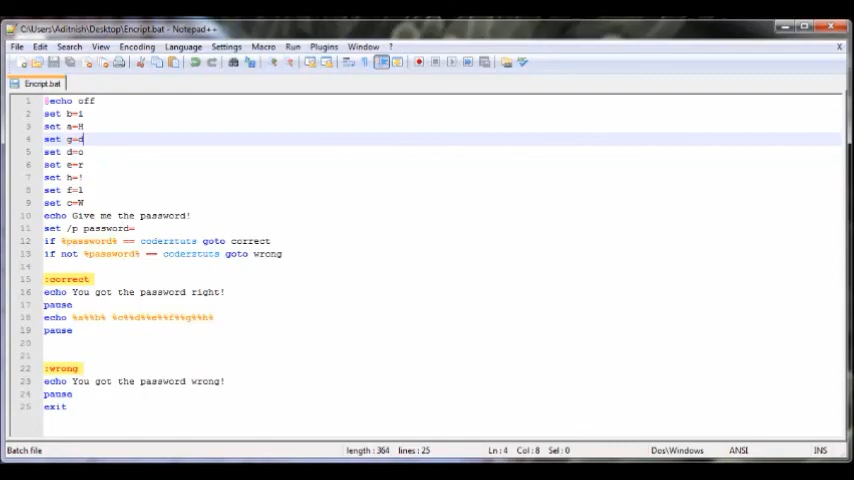 C:\Users\Aditnish\Desktop\Encript.bat - Notepad++
File Edit Search View Encoding Language Settings Macro Run Plugins Window ? X
Encript.bat
1 @echo off
2 set b=i
3 set a=H
4 set g=d
5 set d=o
6 set e=r
7 set h=!
8 set f=l
9 set c=W
10 echo Give me the password!
11 set /p password=
12 if %password% == coderztuts goto correct
13 if not %password% == coderztuts goto wrong
14
15 :correct
16 echo You got the password right!
17 pause
18 echo %a%%b% %c%%d%%e%%f%%g%%h%
19 pause
20
21
22 :wrong
23 echo You got the password wrong!
24 pause
25 exit
Batch file length : 364 lines : 25 Ln : 4 Col : 8 Sel : 0 Dos\Windows ANSI INS